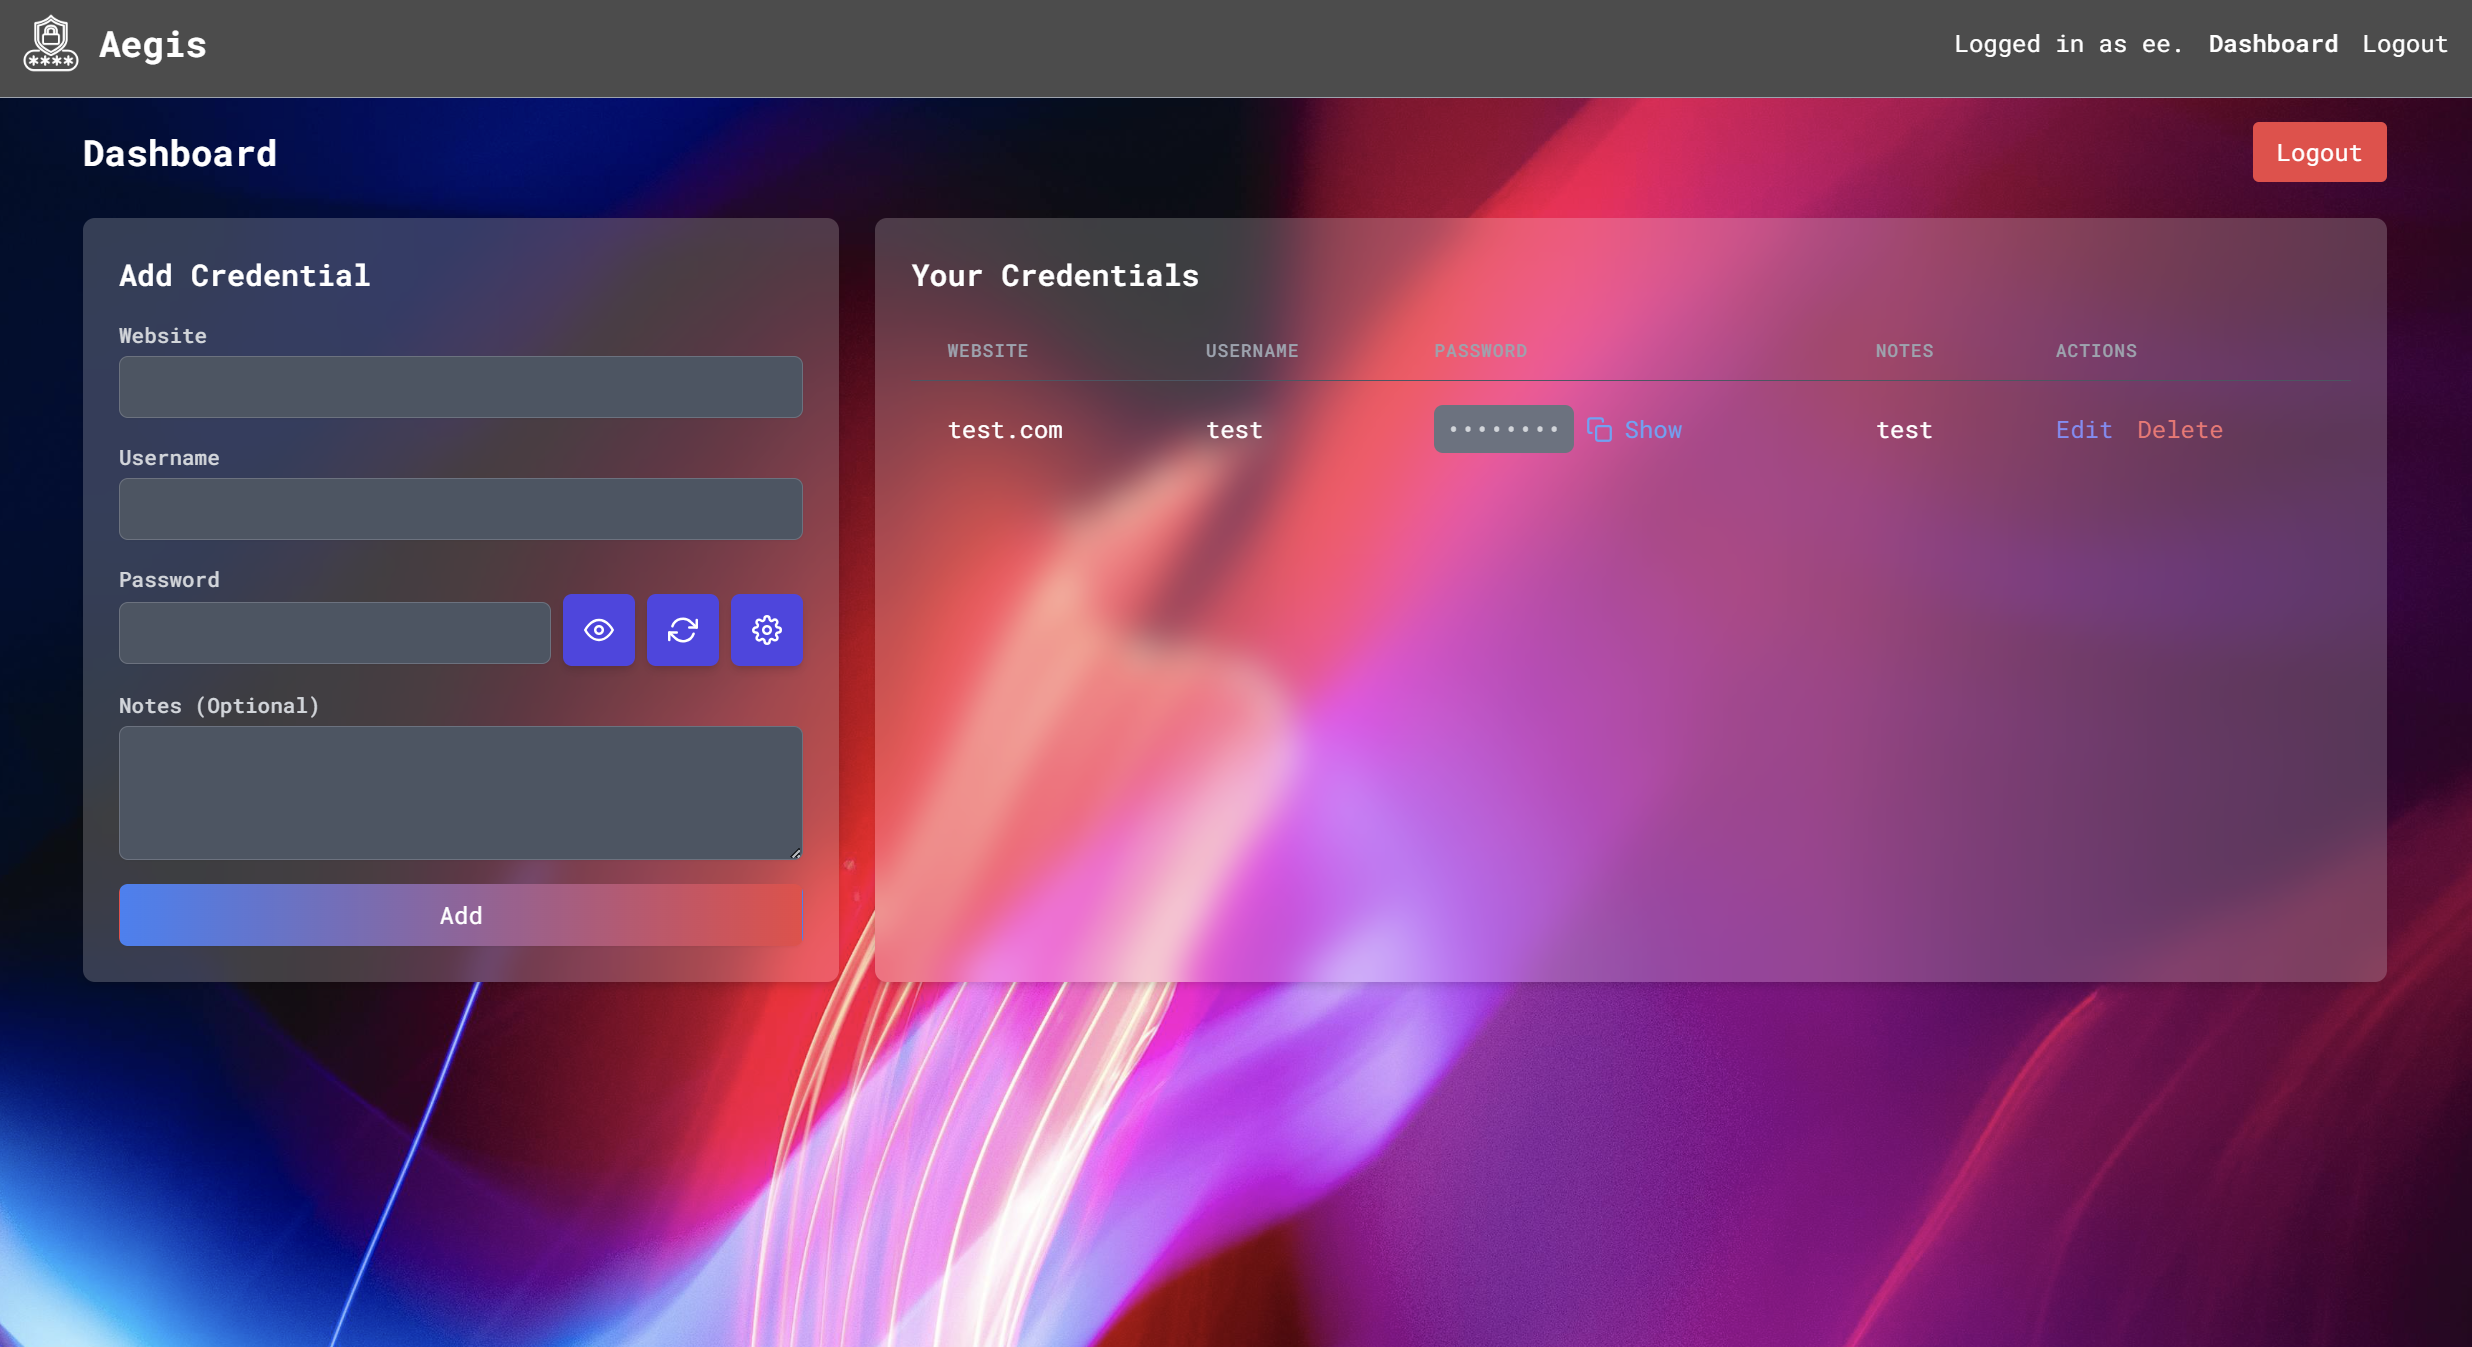 ****
Aegis
Logged in as ee. Dashboard Logout
Dashboard
Logout
Add Credential
Website
Username
Password
Notes (Optional)
Add
Your Credentials
WEBSITE USERNAME PASSWORD NOTES ACTIONS
test.com test •••••••• Show test Edit Delete